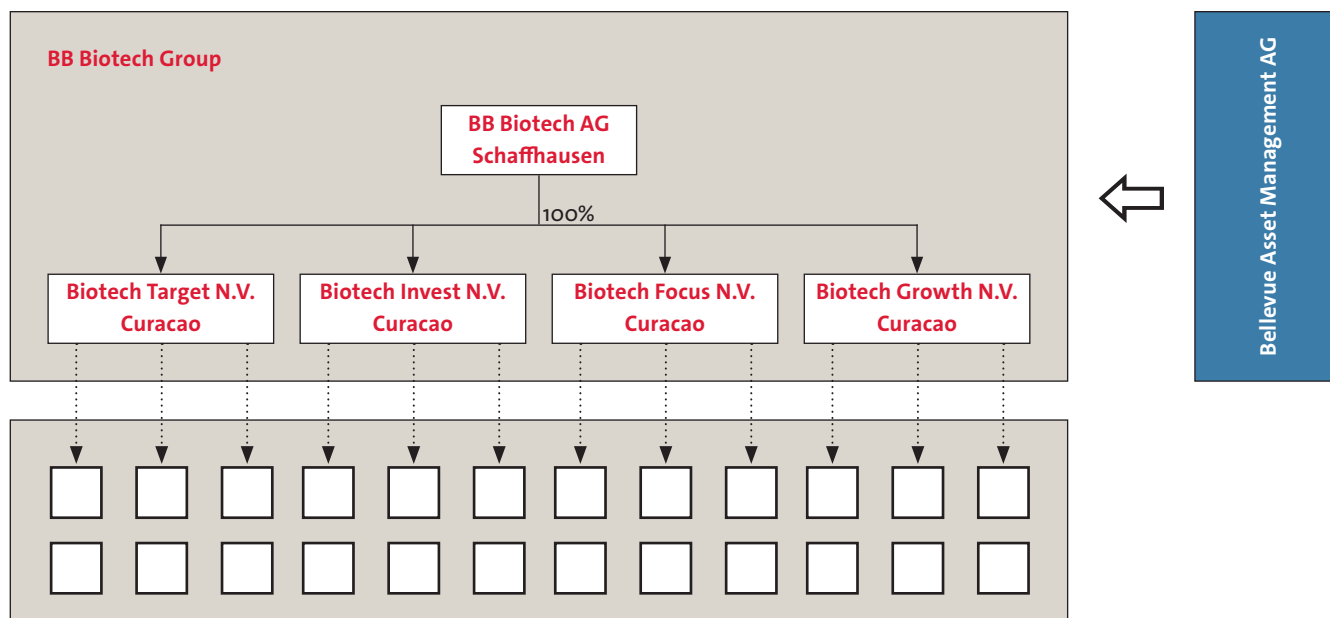 BB Biotech Group
BB Biotech AG
Schaffhausen
100%
Biotech Target N.V.
Curacao
Biotech Invest N.V.
Curacao
Biotech Focus N.V.
Curacao
Biotech Growth N.V.
Curacao
Bellevue Asset Management AG